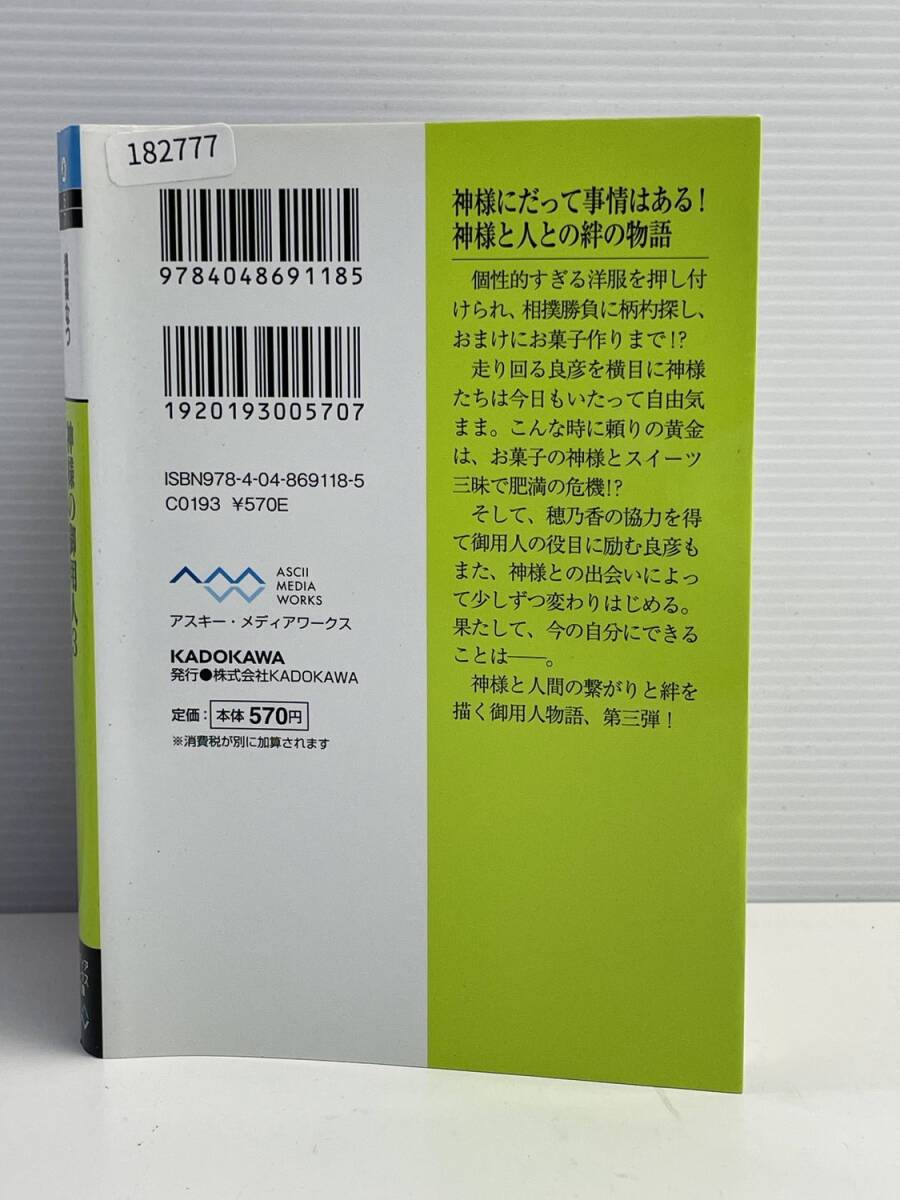 182777
9784048691185
1920193005707
ISBN978-4-04-869118-5
C0193 ¥570E
ASCII
MEDIA
WORKS
アスキー・メディアワークス
KADOKAWA
発行●株式会社KADOKAWA
定価：本体 570円
※消費税が別に加算されます
神様にだって事情はある！
神様と人との絆の物語
個性的すぎる洋服を押し付
けられ、相撲勝負に柄杓探し、
おまけにお菓子作りまで!?
走り回る良彦を横目に神様
たちは今日もいたって自由気
まま。こんな時に頼りの黄金
は、お菓子の神様とスイーツ
三昧で肥満の危機!?
そして、穂乃香の協力を得
て御用人の役目に励む良彦も
また、神様との出会いによっ
て少しずつ変わりはじめる。
果たして、今の自分にできる
ことは――。
神様と人間の繋がりと絆を
描く御用人物語、第三弾！
神様の御用人3